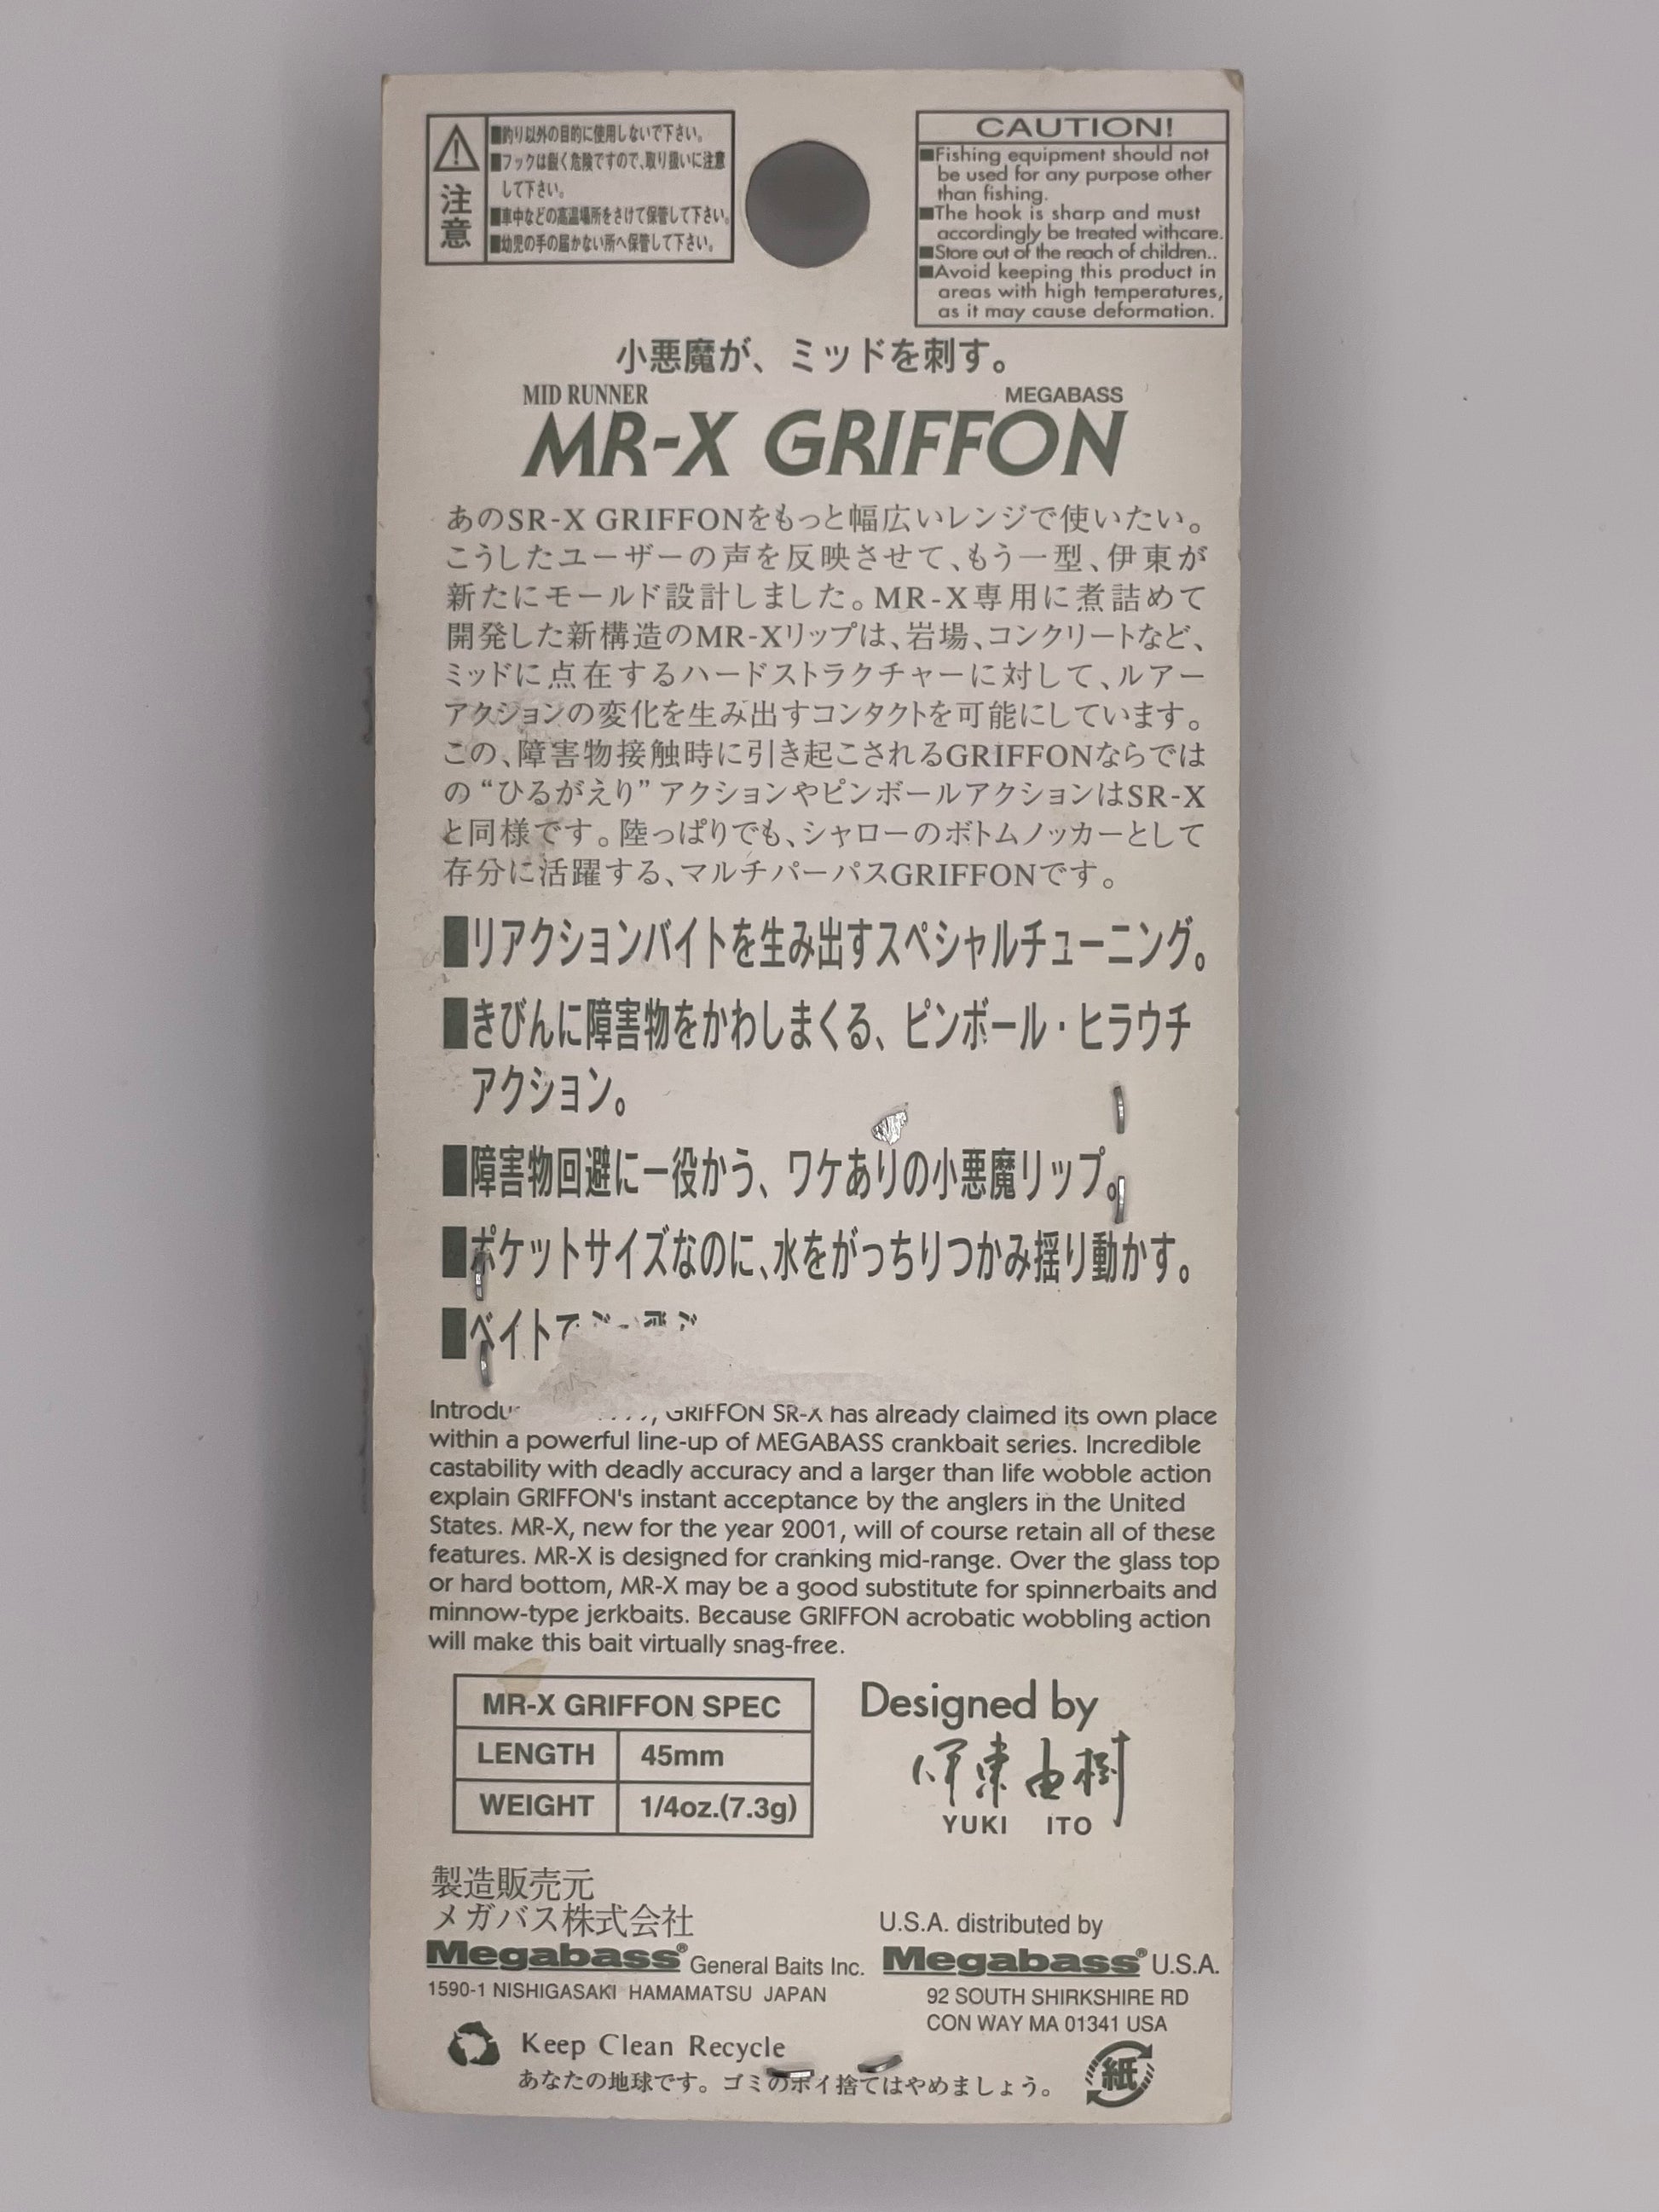 注意
■釣り以外の目的に使用しないで下さい。
■フックは鋭く危険ですので、取り扱いに注意
して下さい。
■車中などの高温場所をさけて保管して下さい。
■幼児の手の届かない所へ保管して下さい。
CAUTION!
■Fishing equipment should not
be used for any purpose other
than fishing.
■The hook is sharp and must
accordingly be treated withcare.
■Store out of the reach of children..
■Avoid keeping this product in
areas with high temperatures,
as it may cause deformation.
小悪魔が、ミッドを刺す。
MID RUNNER MEGABASS
MR-X GRIFFON
あのSR-X GRIFFONをもっと幅広いレンジで使いたい。
こうしたユーザーの声を反映させて、もう一型、伊東が
新たにモールド設計しました。MR-X専用に煮詰めて
開発した新構造のMR-Xリップは、岩場、コンクリートなど、
ミッドに点在するハードストラクチャーに対して、ルアー
アクションの変化を生み出すコンタクトを可能にしています。
この、障害物接触時に引き起こされるGRIFFONならでは
の“ひるがえり”アクションやピンボールアクションはSR-X
と同様です。陸っぱりでも、シャローのボトムノッカーとして
存分に活躍する、マルチパーパスGRIFFONです。
■リアクションバイトを生み出すスペシャルチューニング。
■きびんに障害物をかわしまくる、ピンボール・ヒラウチ
アクション。
■障害物回避に一役かう、ワケありの小悪魔リップ。
■ポケットサイズなのに、水をがっちりつかみ揺り動かす。
■ベイトで
GRIFFON SR-X has already claimed its own place
within a powerful line-up of MEGABASS crankbait series. Incredible
castability with deadly accuracy and a larger than life wobble action
explain GRIFFON's instant acceptance by the anglers in the United
States. MR-X, new for the year 2001, will of course retain all of these
features. MR-X is designed for cranking mid-range. Over the glass top
or hard bottom, MR-X may be a good substitute for spinnerbaits and
minnow-type jerkbaits. Because GRIFFON acrobatic wobbling action
will make this bait virtually snag-free.
MR-X GRIFFON SPEC
LENGTH 45mm
WEIGHT 1/4oz.(7.3g)
Designed by
伊東由樹
YUKI ITO
製造販売元
メガバス株式会社
Megabass® General Baits Inc.
1590-1 NISHIGASAKI HAMAMATSU JAPAN
U.S.A. distributed by
Megabass® U.S.A.
92 SOUTH SHIRKSHIRE RD
CON WAY MA 01341 USA
Keep Clean Recycle
あなたの地球です。ゴミのポイ捨てはやめましょう。
紙